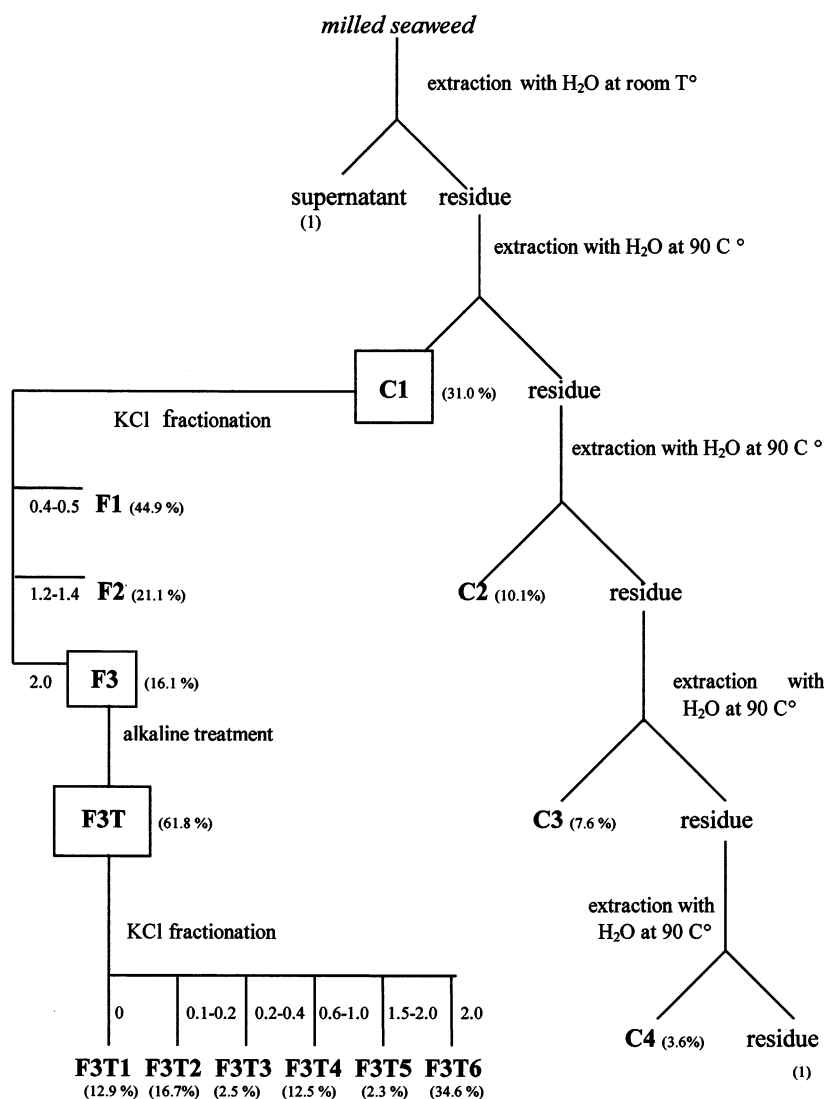 milled seaweed
extraction with H₂O at room T°
supernatant residue
(1)
extraction with H₂O at 90 C °
C1 (31.0 %) residue
KCl fractionation
extraction with H₂O at 90 C °
0.4-0.5 F1 (44.9 %)
1.2-1.4 F2 (21.1 %)
C2 (10.1%) residue
2.0 F3 (16.1 %)
extraction with
H₂O at 90 C°
alkaline treatment
F3T (61.8 %)
C3 (7.6 %) residue
extraction with
H₂O at 90 C°
KCl fractionation
0 0.1-0.2 0.2-0.4 0.6-1.0 1.5-2.0 2.0
C4 (3.6%) residue
(1)
F3T1 F3T2 F3T3 F3T4 F3T5 F3T6
(12.9 %) (16.7%) (2.5 %) (12.5 %) (2.3 %) (34.6 %)